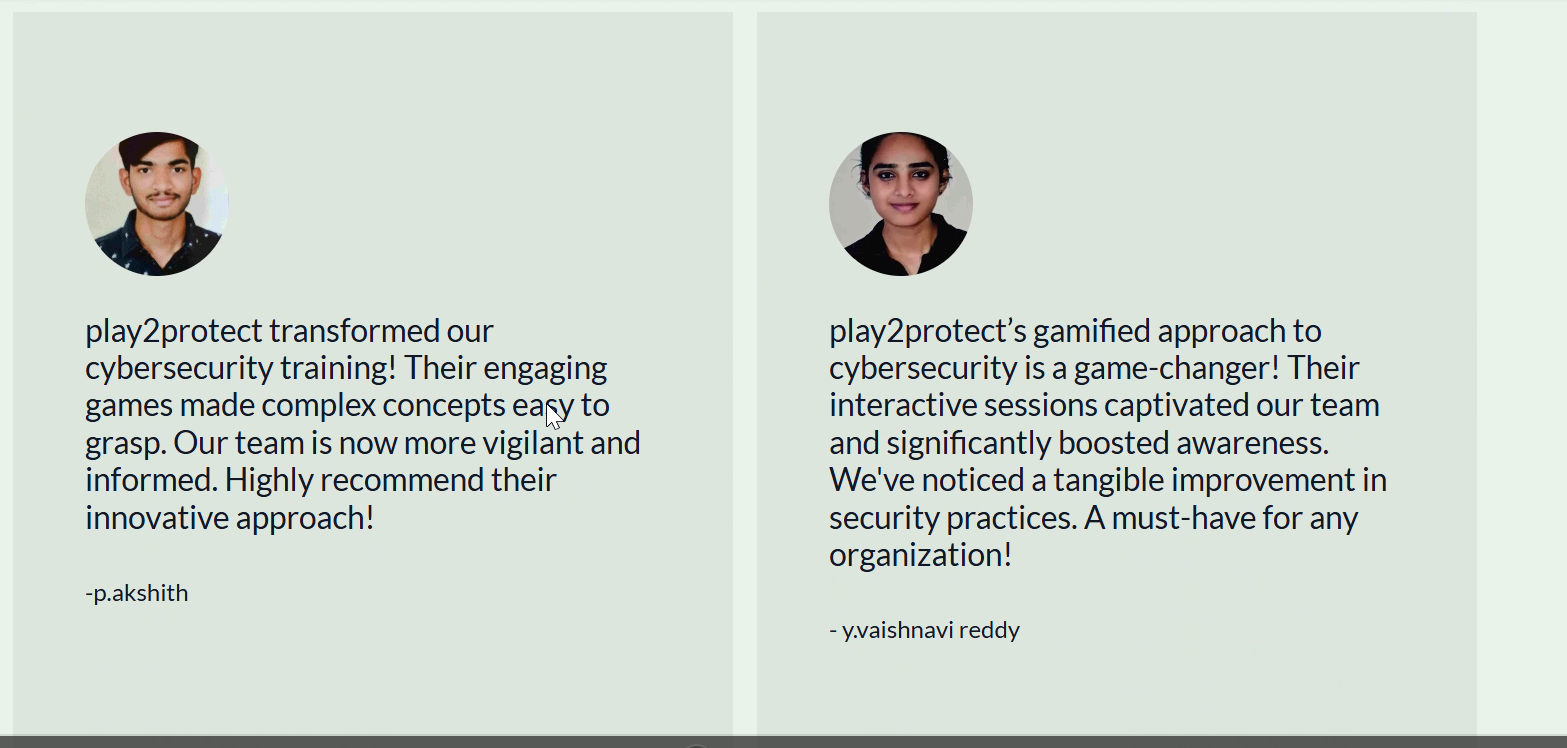 play2protect transformed our
cybersecurity training! Their engaging
games made complex concepts easy to
grasp. Our team is now more vigilant and
informed. Highly recommend their
innovative approach!
-p.akshith
play2protect’s gamified approach to
cybersecurity is a game-changer! Their
interactive sessions captivated our team
and significantly boosted awareness.
We've noticed a tangible improvement in
security practices. A must-have for any
organization!
- y.vaishnavi reddy